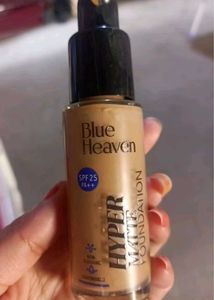 Blue
Heaven
SPF 25
PA++
HYPER
MATTE
FOUNDATION